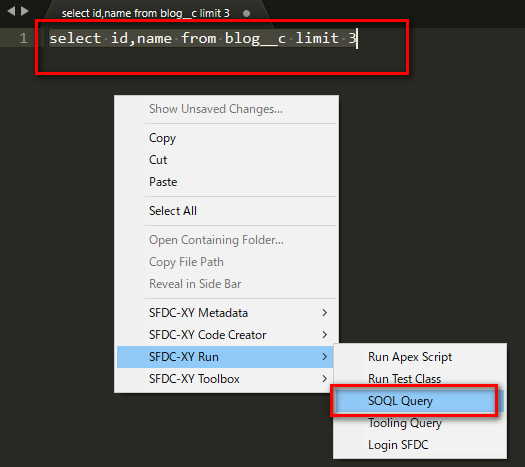 select id,name from blog__c limit 3
1 select id,name from blog__c limit 3
Show Unsaved Changes...
Copy
Cut
Paste
Select All
Open Containing Folder...
Copy File Path
Reveal in Side Bar
SFDC-XY Metadata
SFDC-XY Code Creator
SFDC-XY Run
SFDC-XY Toolbox
Run Apex Script
Run Test Class
SOQL Query
Tooling Query
Login SFDC